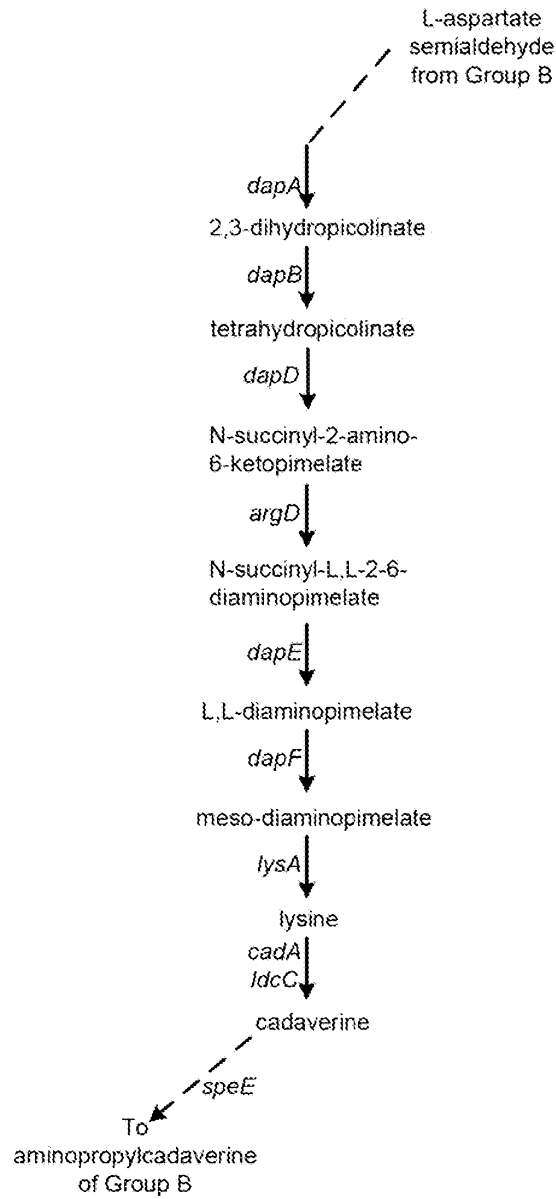 L-aspartate
semialdehyde
from Group B
dapA
2,3-dihydropicolinate
dapB
tetrahydropicolinate
dapD
N-succinyl-2-amino-
6-ketopimelate
argD
N-succinyl-L,L-2-6-
diaminopimelate
dapE
L,L-diaminopimelate
dapF
meso-diaminopimelate
lysA
lysine
cadA
ldcC
cadaverine
speE
To
aminopropylcadaverine
of Group B